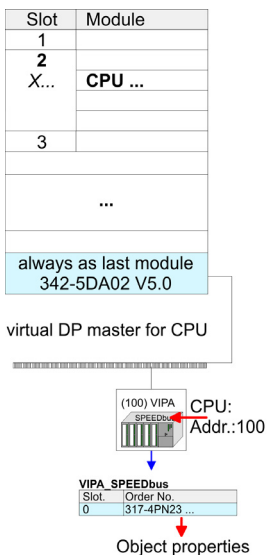 Slot Module
1
2
X... CPU ...
3
...
always as last module
342-5DA02 V5.0
virtual DP master for CPU
(100) VIPA
SPEEDbus
CPU:
Addr.:100
VIPA_SPEEDbus
Slot. Order No.
0 317-4PN23 ...
Object properties